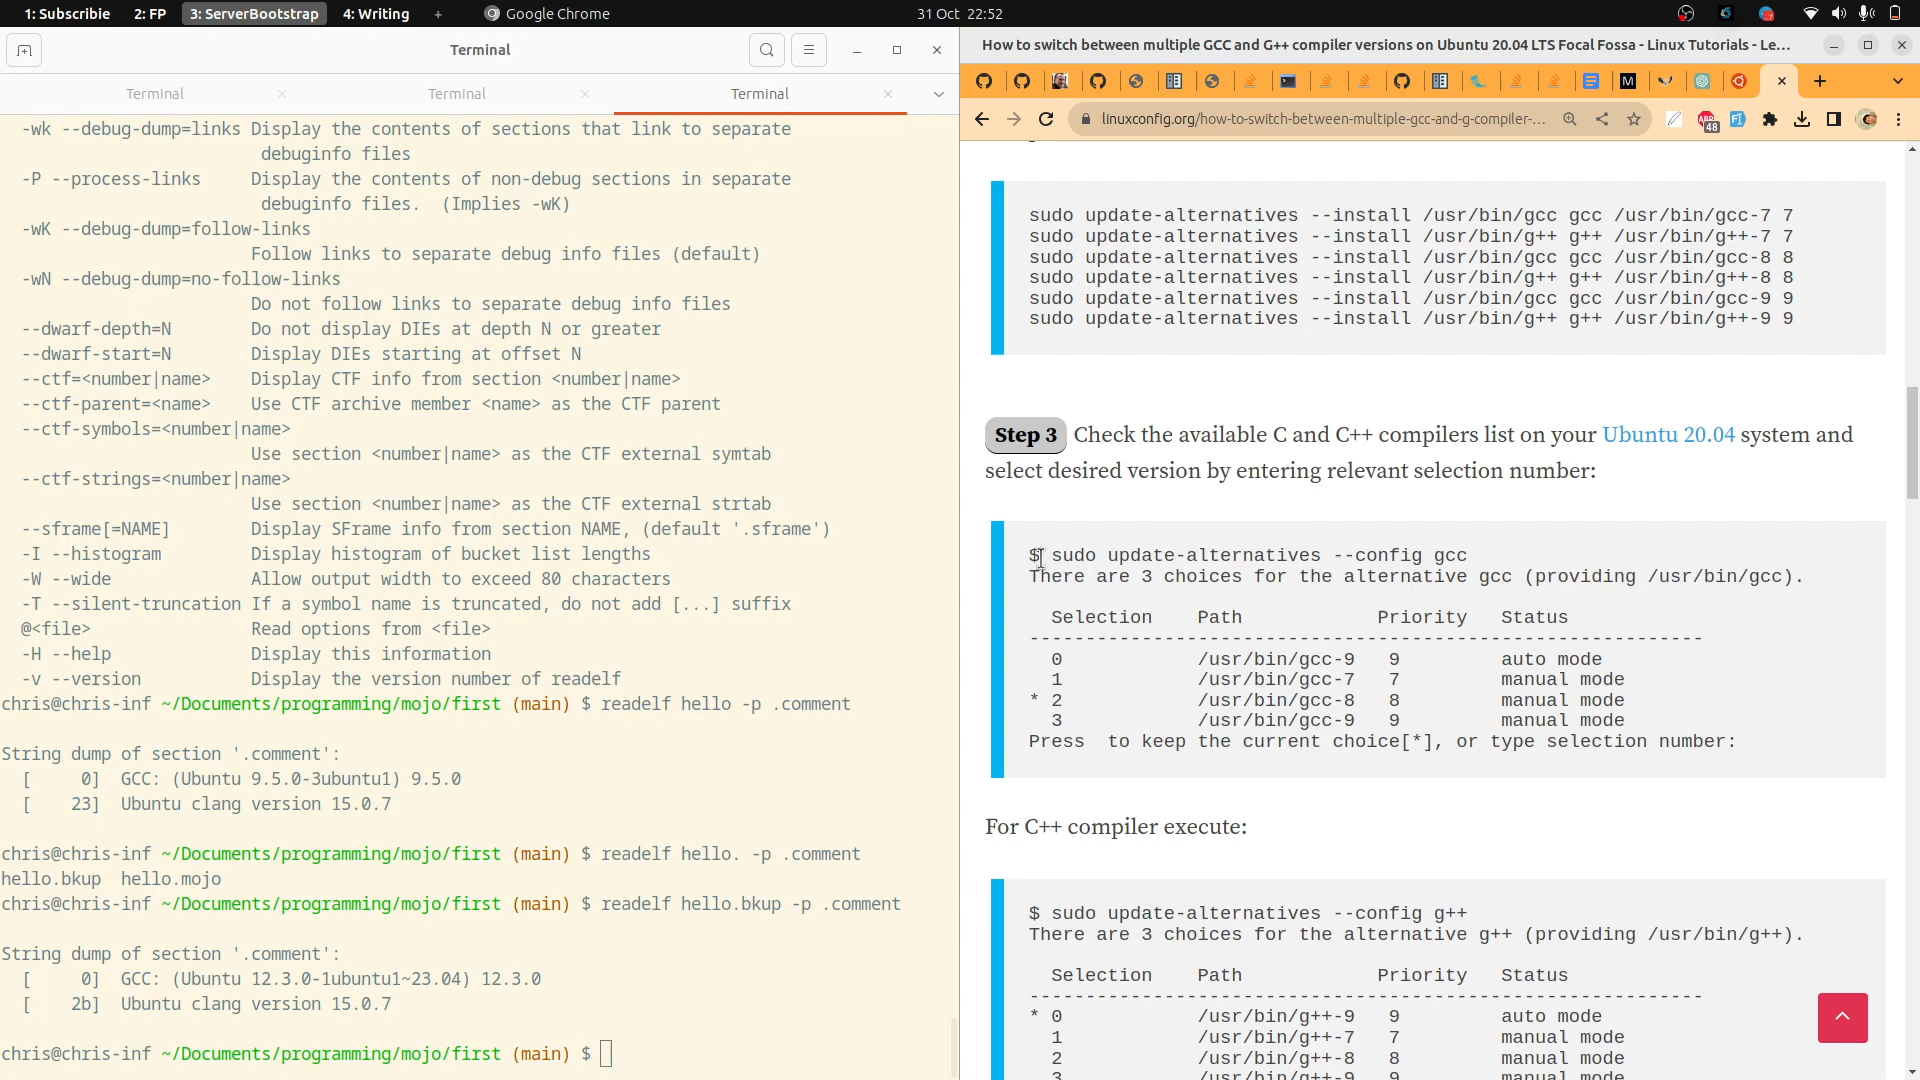 1: Subscribie 2: FP 3: ServerBootstrap 4: Writing + Google Chrome 31 Oct 22:52
Terminal
Terminal × Terminal × Terminal ×
-wk --debug-dump=links Display the contents of sections that link to separate
debuginfo files
-P --process-links Display the contents of non-debug sections in separate
debuginfo files. (Implies -wK)
-wK --debug-dump=follow-links
Follow links to separate debug info files (default)
-wN --debug-dump=no-follow-links
Do not follow links to separate debug info files
--dwarf-depth=N Do not display DIEs at depth N or greater
--dwarf-start=N Display DIEs starting at offset N
--ctf=<number|name> Display CTF info from section <number|name>
--ctf-parent=<name> Use CTF archive member <name> as the CTF parent
--ctf-symbols=<number|name>
Use section <number|name> as the CTF external symtab
--ctf-strings=<number|name>
Use section <number|name> as the CTF external strtab
--sframe[=NAME] Display SFrame info from section NAME, (default '.sframe')
-I --histogram Display histogram of bucket list lengths
-W --wide Allow output width to exceed 80 characters
-T --silent-truncation If a symbol name is truncated, do not add [...] suffix
@<file> Read options from <file>
-H --help Display this information
-v --version Display the version number of readelf
chris@chris-inf ~/Documents/programming/mojo/first (main) $ readelf hello -p .comment
String dump of section '.comment':
[ 0] GCC: (Ubuntu 9.5.0-3ubuntu1) 9.5.0
[ 23] Ubuntu clang version 15.0.7
chris@chris-inf ~/Documents/programming/mojo/first (main) $ readelf hello. -p .comment
hello.bkup hello.mojo
chris@chris-inf ~/Documents/programming/mojo/first (main) $ readelf hello.bkup -p .comment
String dump of section '.comment':
[ 0] GCC: (Ubuntu 12.3.0-1ubuntu1~23.04) 12.3.0
[ 2b] Ubuntu clang version 15.0.7
chris@chris-inf ~/Documents/programming/mojo/first (main) $
How to switch between multiple GCC and G++ compiler versions on Ubuntu 20.04 LTS Focal Fossa - Linux Tutorials - Le...
linuxconfig.org/how-to-switch-between-multiple-gcc-and-g-compiler-...
ABP 48
sudo update-alternatives --install /usr/bin/gcc gcc /usr/bin/gcc-7 7
sudo update-alternatives --install /usr/bin/g++ g++ /usr/bin/g++-7 7
sudo update-alternatives --install /usr/bin/gcc gcc /usr/bin/gcc-8 8
sudo update-alternatives --install /usr/bin/g++ g++ /usr/bin/g++-8 8
sudo update-alternatives --install /usr/bin/gcc gcc /usr/bin/gcc-9 9
sudo update-alternatives --install /usr/bin/g++ g++ /usr/bin/g++-9 9
Step 3 Check the available C and C++ compilers list on your Ubuntu 20.04 system and
select desired version by entering relevant selection number:
$ sudo update-alternatives --config gcc
There are 3 choices for the alternative gcc (providing /usr/bin/gcc).
Selection Path Priority Status
------------------------------------------------------------
0 /usr/bin/gcc-9 9 auto mode
1 /usr/bin/gcc-7 7 manual mode
* 2 /usr/bin/gcc-8 8 manual mode
3 /usr/bin/gcc-9 9 manual mode
Press to keep the current choice[*], or type selection number:
For C++ compiler execute:
$ sudo update-alternatives --config g++
There are 3 choices for the alternative g++ (providing /usr/bin/g++).
Selection Path Priority Status
------------------------------------------------------------
* 0 /usr/bin/g++-9 9 auto mode
1 /usr/bin/g++-7 7 manual mode
2 /usr/bin/g++-8 8 manual mode
3 /usr/bin/g++-9 9 manual mode